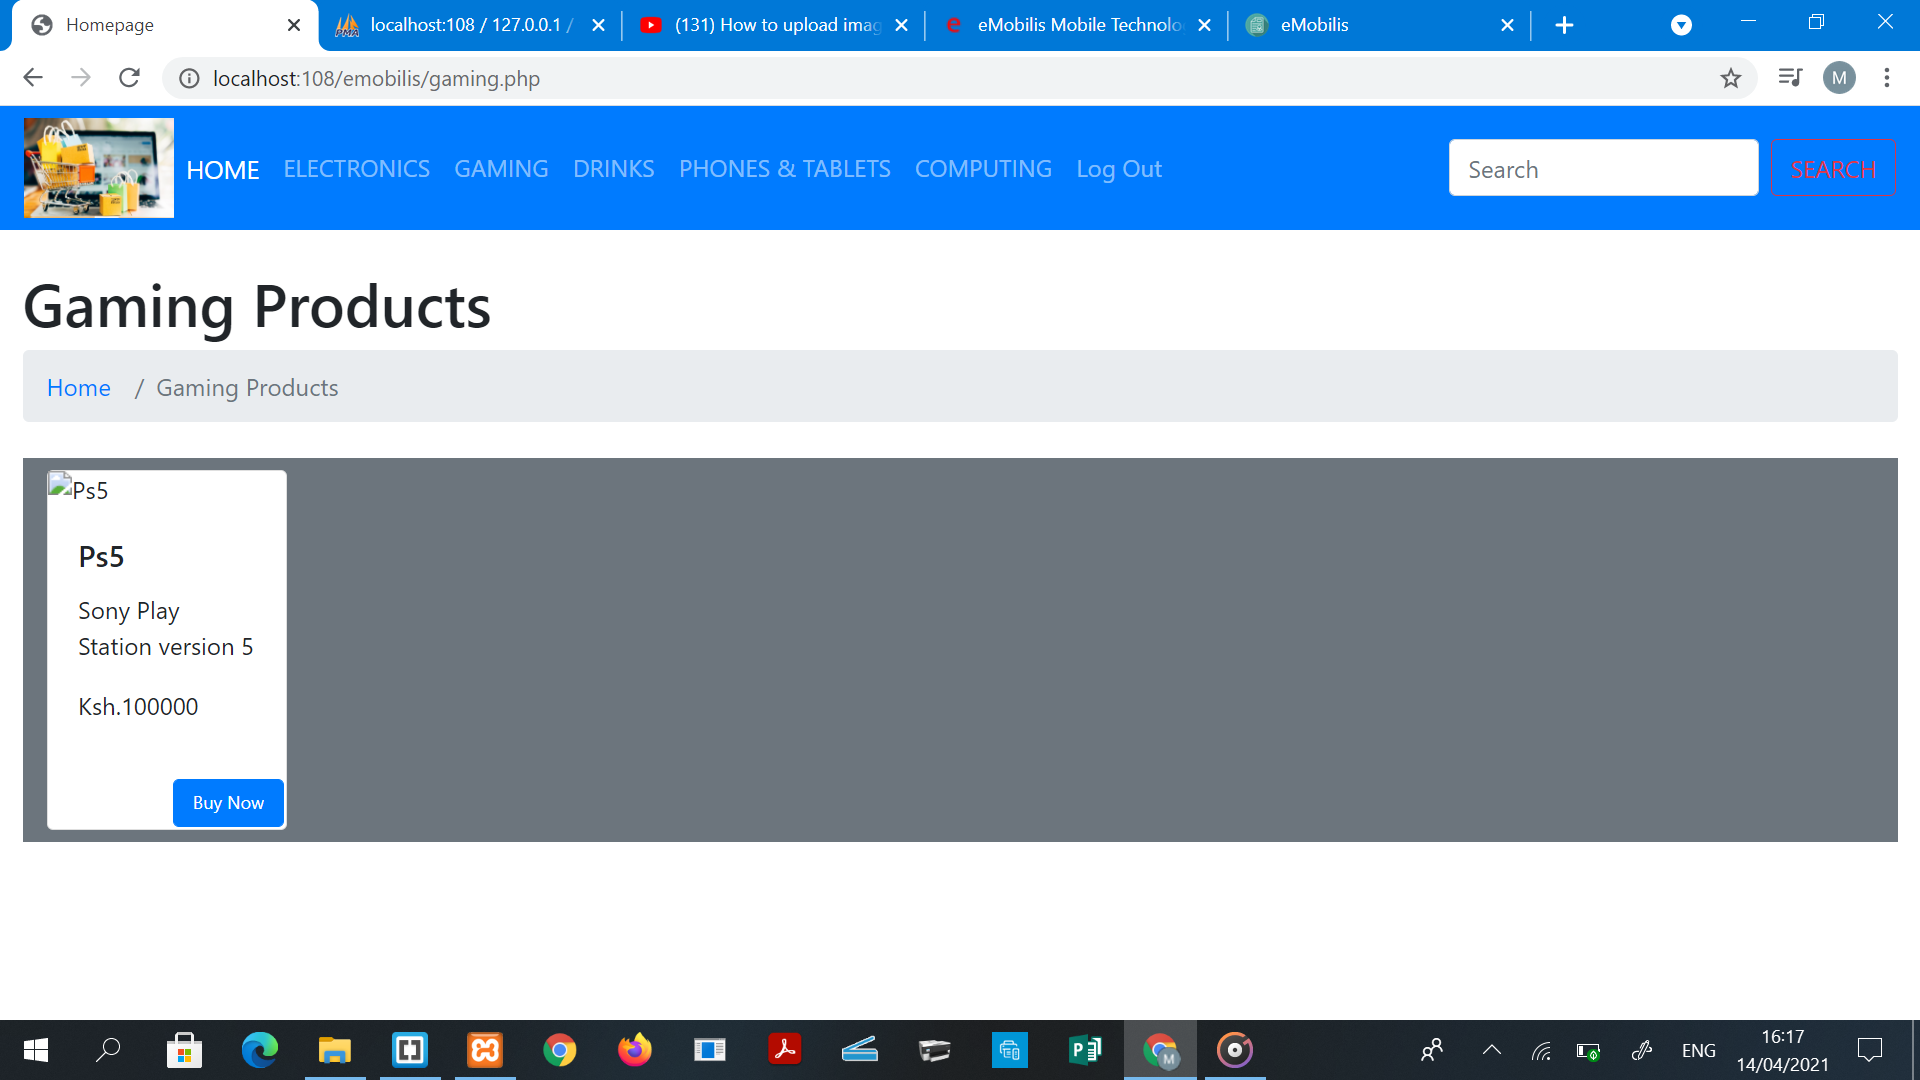 Homepage
localhost:108 / 127.0.0.1 /
(131) How to upload imag
eMobilis Mobile Technolo
eMobilis
localhost:108/emobilis/gaming.php
M
HOME
ELECTRONICS
GAMING
DRINKS
PHONES & TABLETS
COMPUTING
Log Out
Search
SEARCH
Gaming Products
Home / Gaming Products
Ps5
Ps5
Sony Play
Station version 5
Ksh.100000
Buy Now
ENG
16:17
14/04/2021